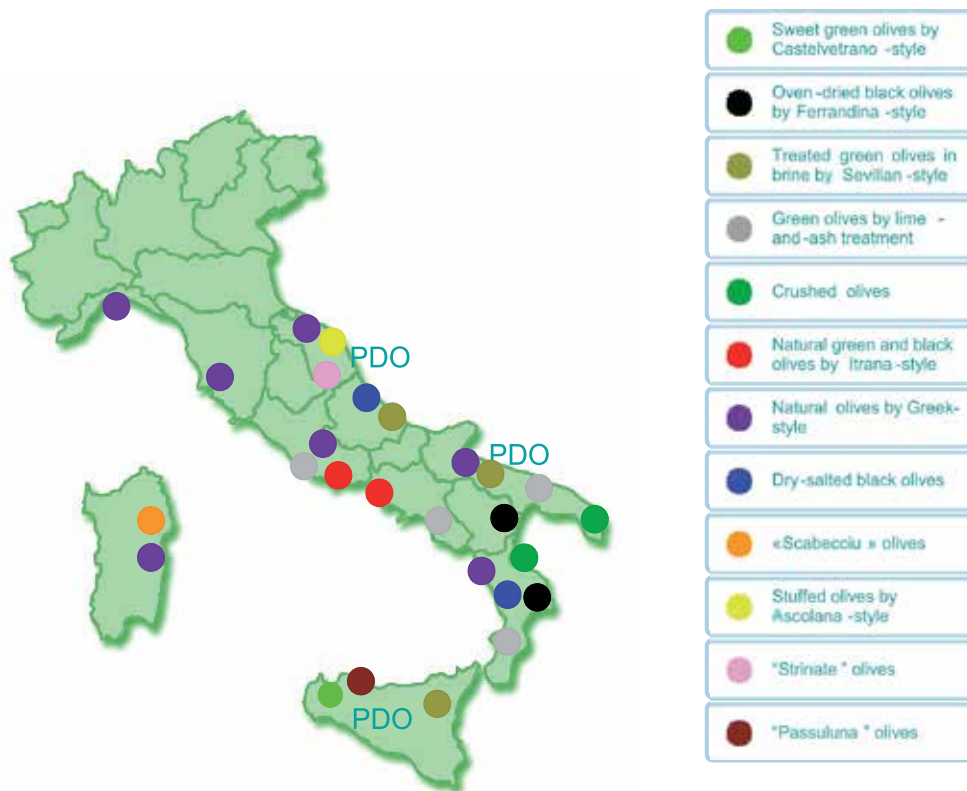 PDO
PDO
PDO
Sweet green olives by
Castelvetrano -style
Oven -dried black olives
by Ferrandina -style
Treated green olives in
brine by Sevilian -style
Green olives by lime -
and -ash treatment
Crushed olives
Natural green and black
olives by Itrana -style
Natural olives by Greek-
style
Dry-salted black olives
«Scabecciu » olives
Stuffed olives by
Ascolana -style
"Strinate " olives
"Passuluna " olives